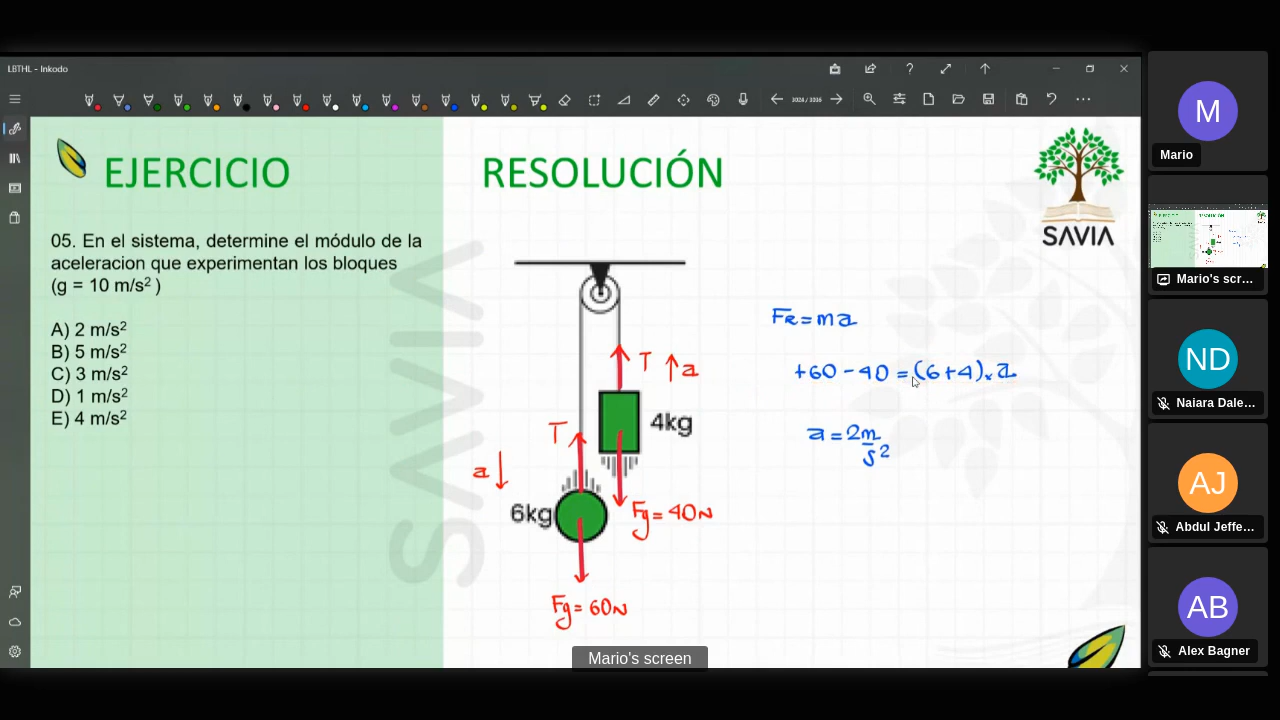 LBTHL - Inkodo
3026 / 3326
EJERCICIO
RESOLUCIÓN
SAVIA
05. En el sistema, determine el módulo de la
aceleracion que experimentan los bloques
(g = 10 m/s² )
A) 2 m/s²
B) 5 m/s²
C) 3 m/s²
D) 1 m/s²
E) 4 m/s²
SAVIA
T
a
4kg
T
a
6kg
Fg = 40N
Fg = 60N
FR = ma
+60 - 40 = (6+4) . a
a = 2m/s²
Mario's screen
M
Mario
Mario's scr...
ND
Naiara Dale...
AJ
Abdul Jeffe...
AB
Alex Bagner